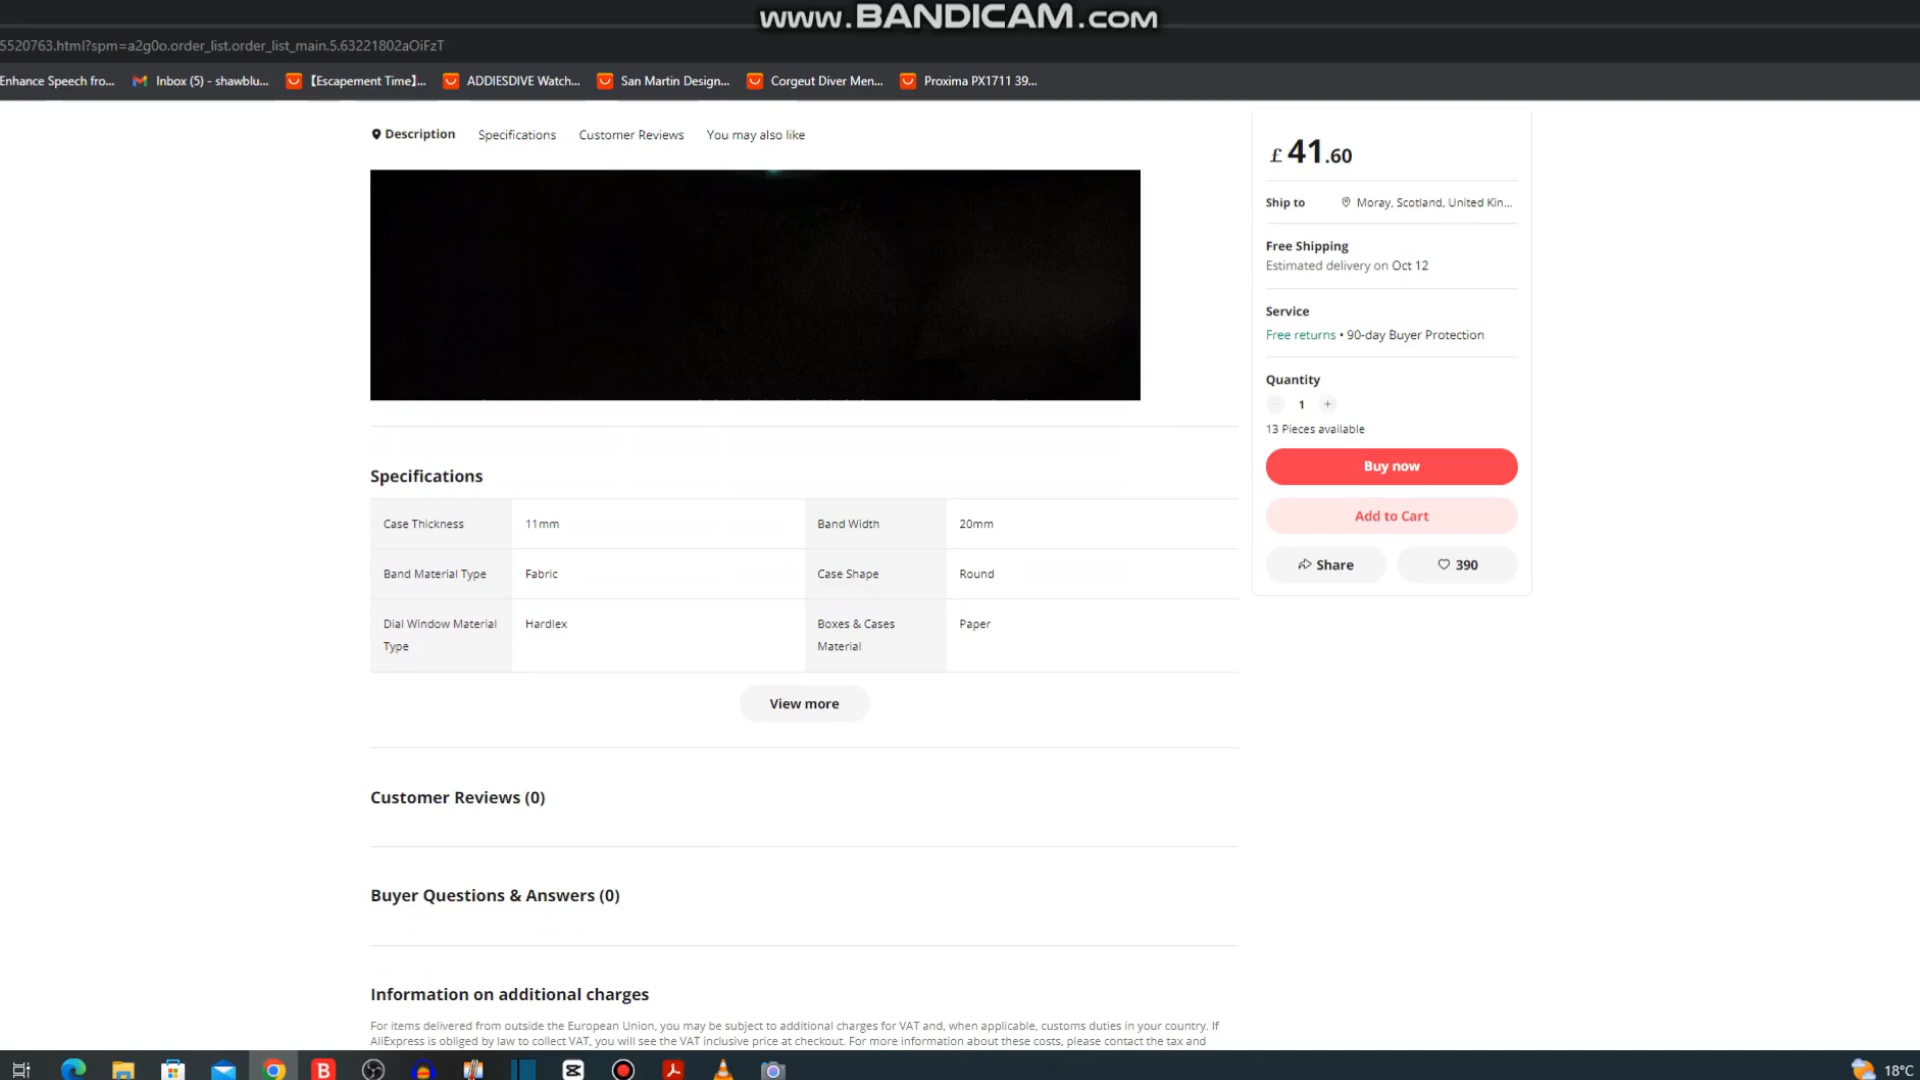 www.BANDICAM.com
5520763.html?spm=a2g0o.order_list.order_list_main.5.63221802aOiFzT
Enhance Speech fro... Inbox (5) - shawblu... 【Escapement Time】... ADDIESDIVE Watch... San Martin Design... Corgeut Diver Men... Proxima PX1711 39...
Description Specifications Customer Reviews You may also like
£ 41.60
Ship to Moray, Scotland, United Kin...
Free Shipping
Estimated delivery on Oct 12
Service
Free returns • 90-day Buyer Protection
Quantity
- 1 +
13 Pieces available
Buy now
Add to Cart
Share 390
Specifications
Case Thickness 11mm Band Width 20mm
Band Material Type Fabric Case Shape Round
Dial Window Material Type Hardlex Boxes & Cases Material Paper
View more
Customer Reviews (0)
Buyer Questions & Answers (0)
Information on additional charges
For items delivered from outside the European Union, you may be subject to additional charges for VAT and, when applicable, customs duties in your country. If
AliExpress is obliged by law to collect VAT, you will see the VAT inclusive price at checkout. For more information about these costs, please contact the tax and
B
18°C